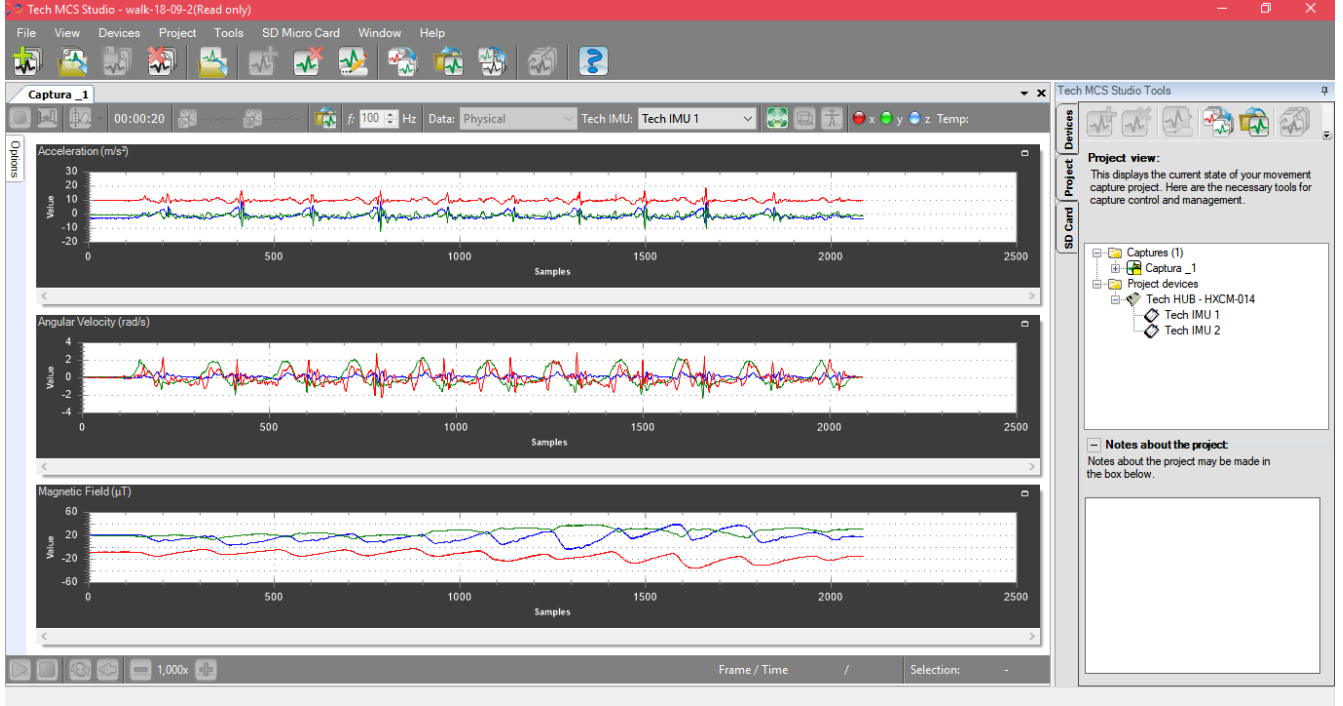 Tech MCS Studio - walk-18-09-2(Read only)
File View Devices Project Tools SD Micro Card Window Help
Captura _1
00:00:20 --:--:-- --:--:-- f: 100 Hz Data: Physical Tech IMU: Tech IMU 1 x y z Temp:
Options
Acceleration (m/s²)
Value
30
20
10
0
-10
-20
0 500 1000 1500 2000 2500
Samples
Angular Velocity (rad/s)
Value
4
2
0
-2
-4
0 500 1000 1500 2000 2500
Samples
Magnetic Field (µT)
Value
60
20
-20
-60
0 500 1000 1500 2000 2500
Samples
1,000x Frame / Time / Selection: -
Tech MCS Studio Tools
Devices
Project
SD Card
Project view:
This displays the current state of your movement
capture project. Here are the necessary tools for
capture control and management.
Captures (1)
Captura _1
Project devices
Tech HUB - HXCM-014
Tech IMU 1
Tech IMU 2
Notes about the project:
Notes about the project may be made in
the box below.